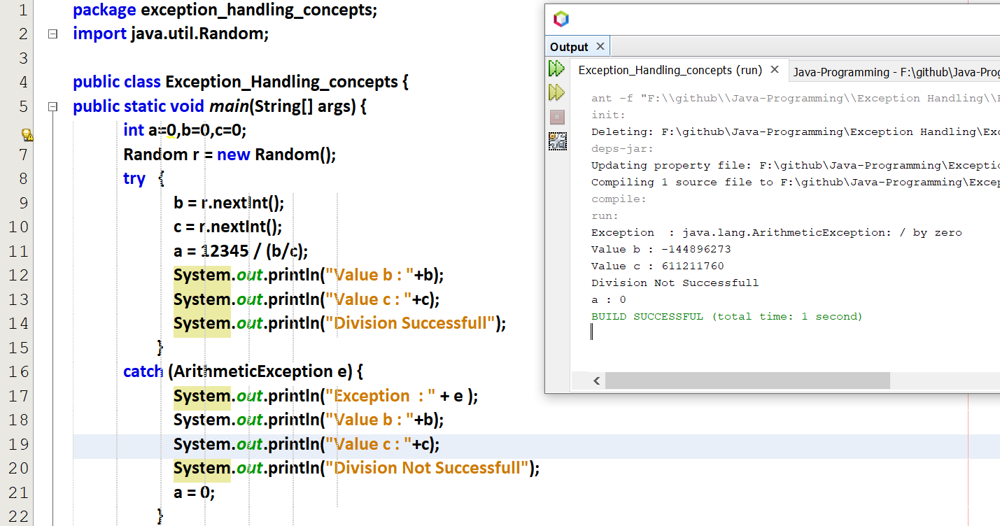 1 package exception_handling_concepts;
2 import java.util.Random;
3
4 public class Exception_Handling_concepts {
5 public static void main(String[] args) {
int a=0,b=0,c=0;
7 Random r = new Random();
8 try {
9 b = r.nextInt();
10 c = r.nextInt();
11 a = 12345 / (b/c);
12 System.out.println("Value b : "+b);
13 System.out.println("Value c : "+c);
14 System.out.println("Division Successfull");
15 }
16 catch (ArithmeticException e) {
17 System.out.println("Exception  : " + e );
18 System.out.println("Value b : "+b);
19 System.out.println("Value c : "+c);
20 System.out.println("Division Not Successfull");
21 a = 0;
22 }
Output
Exception_Handling_concepts (run)
Java-Programming - F:\github\Java-Prog
ant -f "F:\\github\\Java-Programming\\Exception Handling\\
init:
Deleting: F:\github\Java-Programming\Exception Handling\Exc
deps-jar:
Updating property file: F:\github\Java-Programming\Exceptio
Compiling 1 source file to F:\github\Java-Programming\Excep
compile:
run:
Exception  : java.lang.ArithmeticException: / by zero
Value b : -144896273
Value c : 611211760
Division Not Successfull
a : 0
BUILD SUCCESSFUL (total time: 1 second)